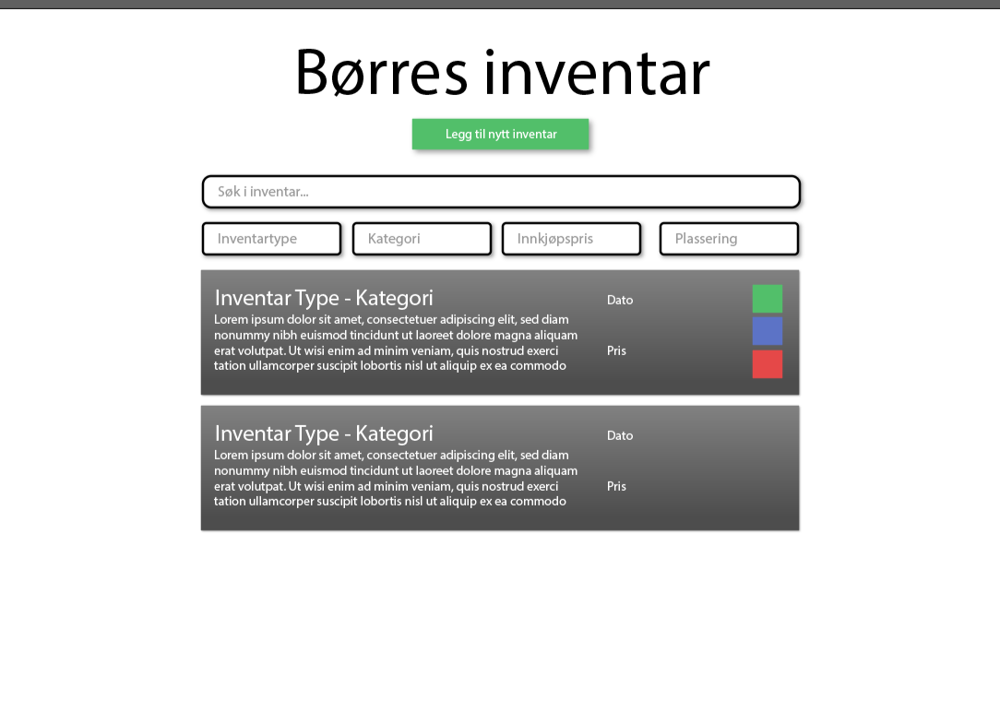 Børres inventar
Legg til nytt inventar
Søk i inventar...
Inventartype
Kategori
Innkjøpspris
Plassering
Inventar Type - Kategori
Lorem ipsum dolor sit amet, consectetuer adipiscing elit, sed diam
nonummy nibh euismod tincidunt ut laoreet dolore magna aliquam
erat volutpat. Ut wisi enim ad minim veniam, quis nostrud exerci
tation ullamcorper suscipit lobortis nisl ut aliquip ex ea commodo
Dato
Pris
Inventar Type - Kategori
Lorem ipsum dolor sit amet, consectetuer adipiscing elit, sed diam
nonummy nibh euismod tincidunt ut laoreet dolore magna aliquam
erat volutpat. Ut wisi enim ad minim veniam, quis nostrud exerci
tation ullamcorper suscipit lobortis nisl ut aliquip ex ea commodo
Dato
Pris